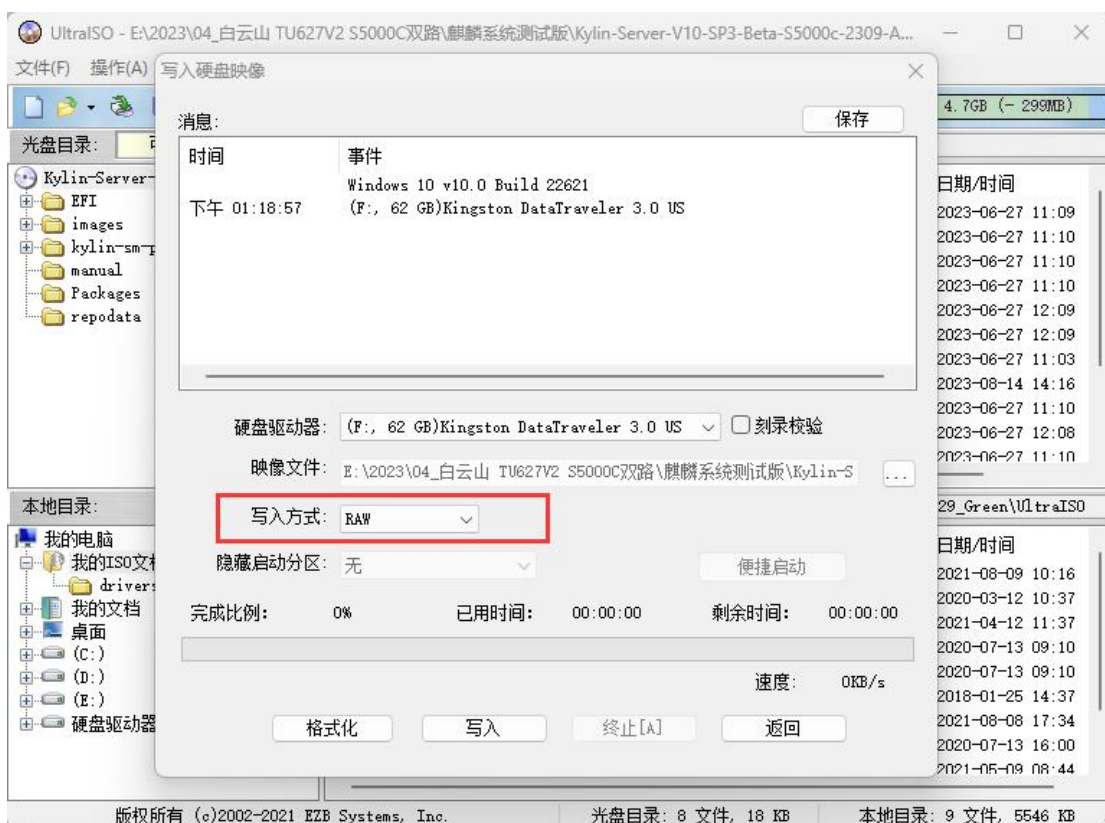 UltraISO - E:\2023\04_白云山 TU627V2 S5000C双路\麒麟系统测试版\Kylin-Server-V10-SP3-Beta-S5000c-2309-A...
文件(F) 操作(A)
写入硬盘映像
4.7GB (- 299MB)
消息:
保存
光盘目录:
时间 事件
Windows 10 v10.0 Build 22621
下午 01:18:57 (F:, 62 GB)Kingston DataTraveler 3.0 US
Kylin-Server-
EFI
images
kylin-sm-p
manual
Packages
repodata
日期/时间
2023-06-27 11:09
2023-06-27 11:10
2023-06-27 11:10
2023-06-27 11:10
2023-06-27 12:09
2023-06-27 12:09
2023-06-27 11:03
2023-08-14 14:16
2023-06-27 11:10
2023-06-27 12:08
2023-06-27 11:10
硬盘驱动器: (F:, 62 GB)Kingston DataTraveler 3.0 US 刻录校验
映像文件: E:\2023\04_白云山 TU627V2 S5000C双路\麒麟系统测试版\Kylin-S ...
写入方式: RAW
隐藏启动分区: 无 便捷启动
完成比例: 0% 已用时间: 00:00:00 剩余时间: 00:00:00
速度: 0KB/s
格式化 写入 终止[A] 返回
本地目录:
29_Green\UltraISO
我的电脑
我的ISO文档
drivers
我的文档
桌面
(C:)
(D:)
(E:)
硬盘驱动器
日期/时间
2021-08-09 10:16
2020-03-12 10:37
2021-04-12 11:37
2020-07-13 09:10
2020-07-13 09:10
2018-01-25 14:37
2021-08-08 17:34
2020-07-13 16:00
2021-05-09 08:44
版权所有 (c)2002-2021 EZB Systems, Inc. 光盘目录: 8 文件, 18 KB 本地目录: 9 文件, 5546 KB